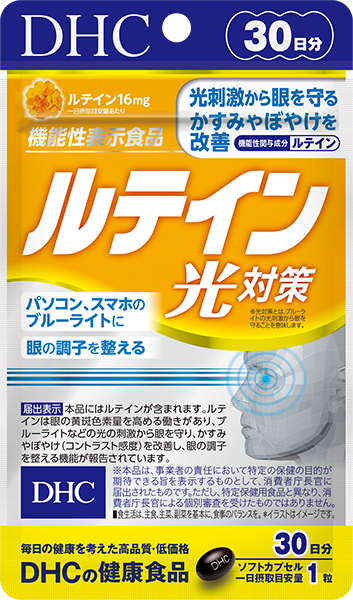 DHC
30日分
ルテイン16mg
一日摂取目安量あたり
機能性表示食品
光刺激から眼を守る
かすみやぼやけを
改善 機能性関与成分 ルテイン
ルテイン
光対策
※光対策とは、ブルーラ
イトの光刺激から眼を
守ることを意味します。
パソコン、スマホの
ブルーライトに
眼の調子を整える
届出表示 本品にはルテインが含まれます。ルテ
インは眼の黄斑色素量を高める働きがあり、ブ
ルーライトなどの光の刺激から眼を守り、かすみ
やぼやけ（コントラスト感度）を改善し、眼の調子
を整える機能が報告されています。
DHC
※本品は、事業者の責任において特定の保健の目的が
期待できる旨を表示するものとして、消費者庁長官に
届出されたものです。ただし、特定保健用食品と異なり、消
費者庁長官による個別審査を受けたものではありません。
■食生活は、主食、主菜、副菜を基本に、食事のバランスを。※イラストはイメージです。
毎日の健康を考えた高品質・低価格
DHCの健康食品
DHC
30日分
ソフトカプセル
一日摂取目安量 1粒